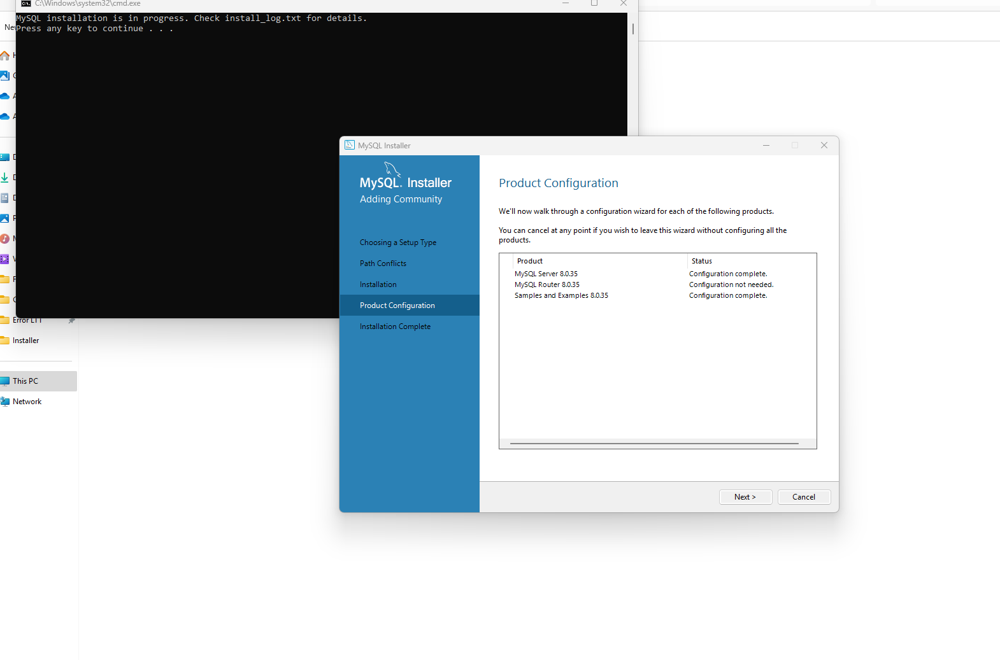 C:\Windows\system32\cmd.exe
MySQL installation is in progress. Check install_log.txt for details.
Press any key to continue . . .
Error LTT
Installer
This PC
Network
MySQL Installer
MySQL. Installer
Adding Community
Choosing a Setup Type
Path Conflicts
Installation
Product Configuration
Installation Complete
Product Configuration
We'll now walk through a configuration wizard for each of the following products.
You can cancel at any point if you wish to leave this wizard without configuring all the
products.
Product Status
MySQL Server 8.0.35 Configuration complete.
MySQL Router 8.0.35 Configuration not needed.
Samples and Examples 8.0.35 Configuration complete.
Next >
Cancel